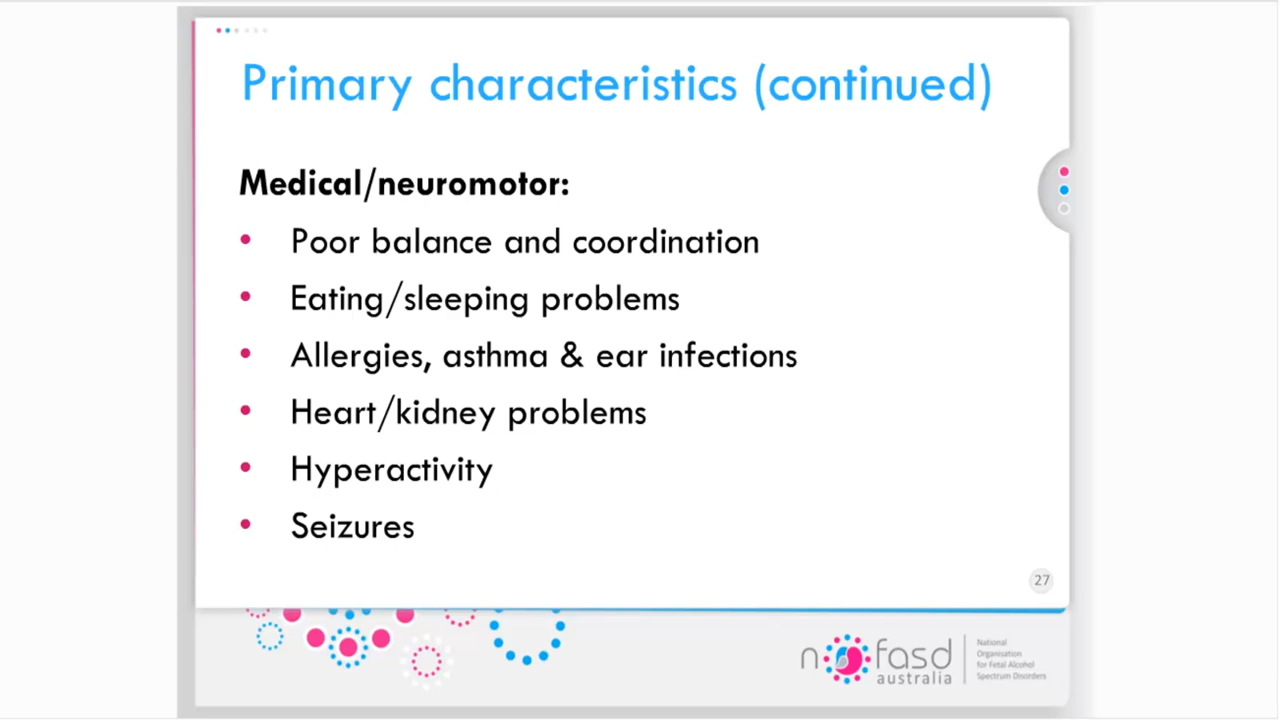 Primary characteristics (continued)
Medical/neuromotor:
• Poor balance and coordination
• Eating/sleeping problems
• Allergies, asthma & ear infections
• Heart/kidney problems
• Hyperactivity
• Seizures
27
nofasd
australia
National
Organisation
for Fetal Alcohol
Spectrum Disorders